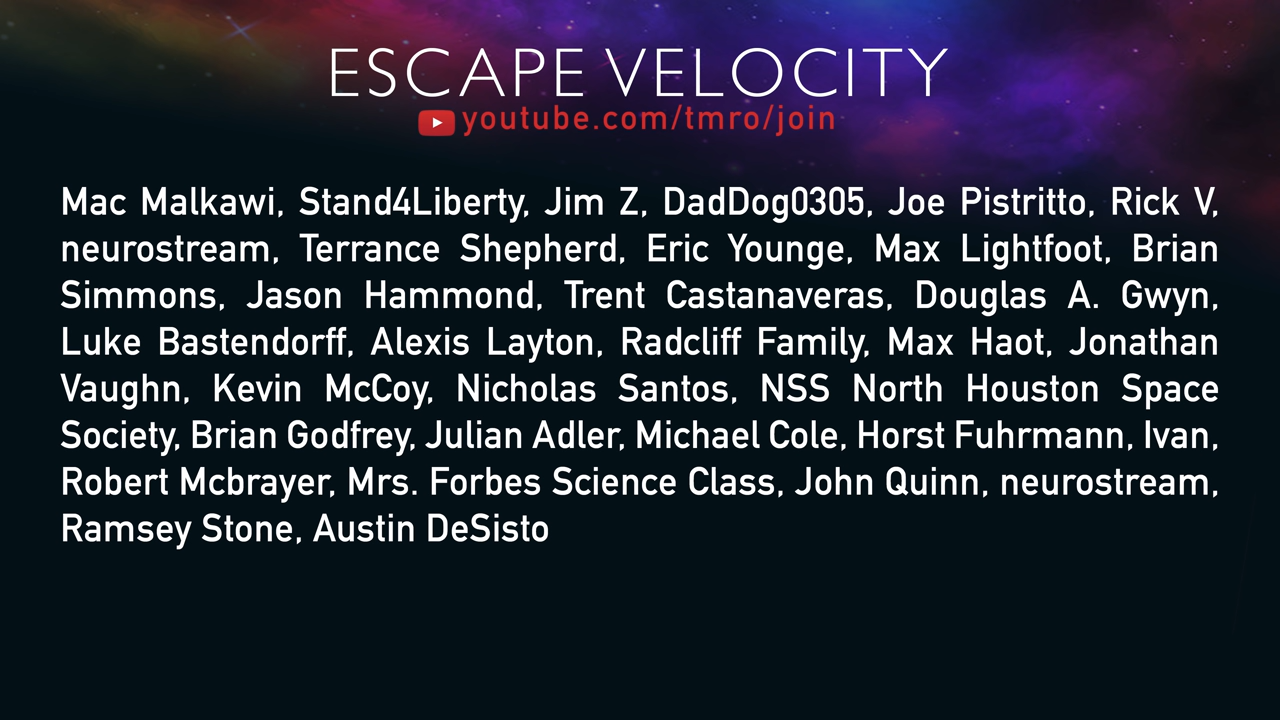 ESCAPE VELOCITY
youtube.com/tmro/join
Mac Malkawi, Stand4Liberty, Jim Z, DadDog0305, Joe Pistritto, Rick V,
neurostream, Terrance Shepherd, Eric Younge, Max Lightfoot, Brian
Simmons, Jason Hammond, Trent Castanaveras, Douglas A. Gwyn,
Luke Bastendorff, Alexis Layton, Radcliff Family, Max Haot, Jonathan
Vaughn, Kevin McCoy, Nicholas Santos, NSS North Houston Space
Society, Brian Godfrey, Julian Adler, Michael Cole, Horst Fuhrmann, Ivan,
Robert Mcbrayer, Mrs. Forbes Science Class, John Quinn, neurostream,
Ramsey Stone, Austin DeSisto